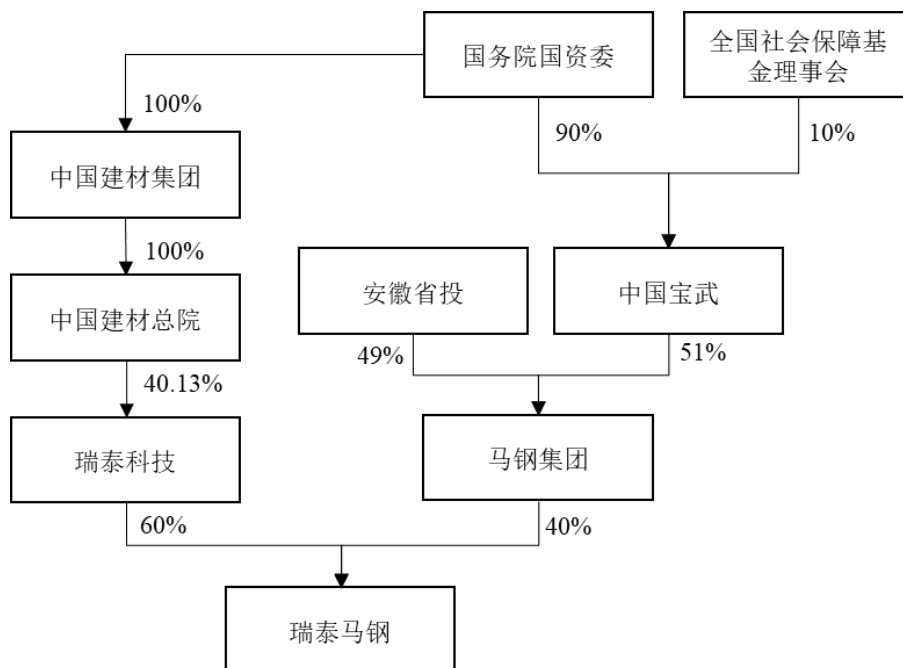 国务院国资委
全国社会保障基
金理事会
100%
90%
10%
中国建材集团
100%
安徽省投
中国宝武
中国建材总院
49%
51%
40.13%
瑞泰科技
马钢集团
60%
40%
瑞泰马钢